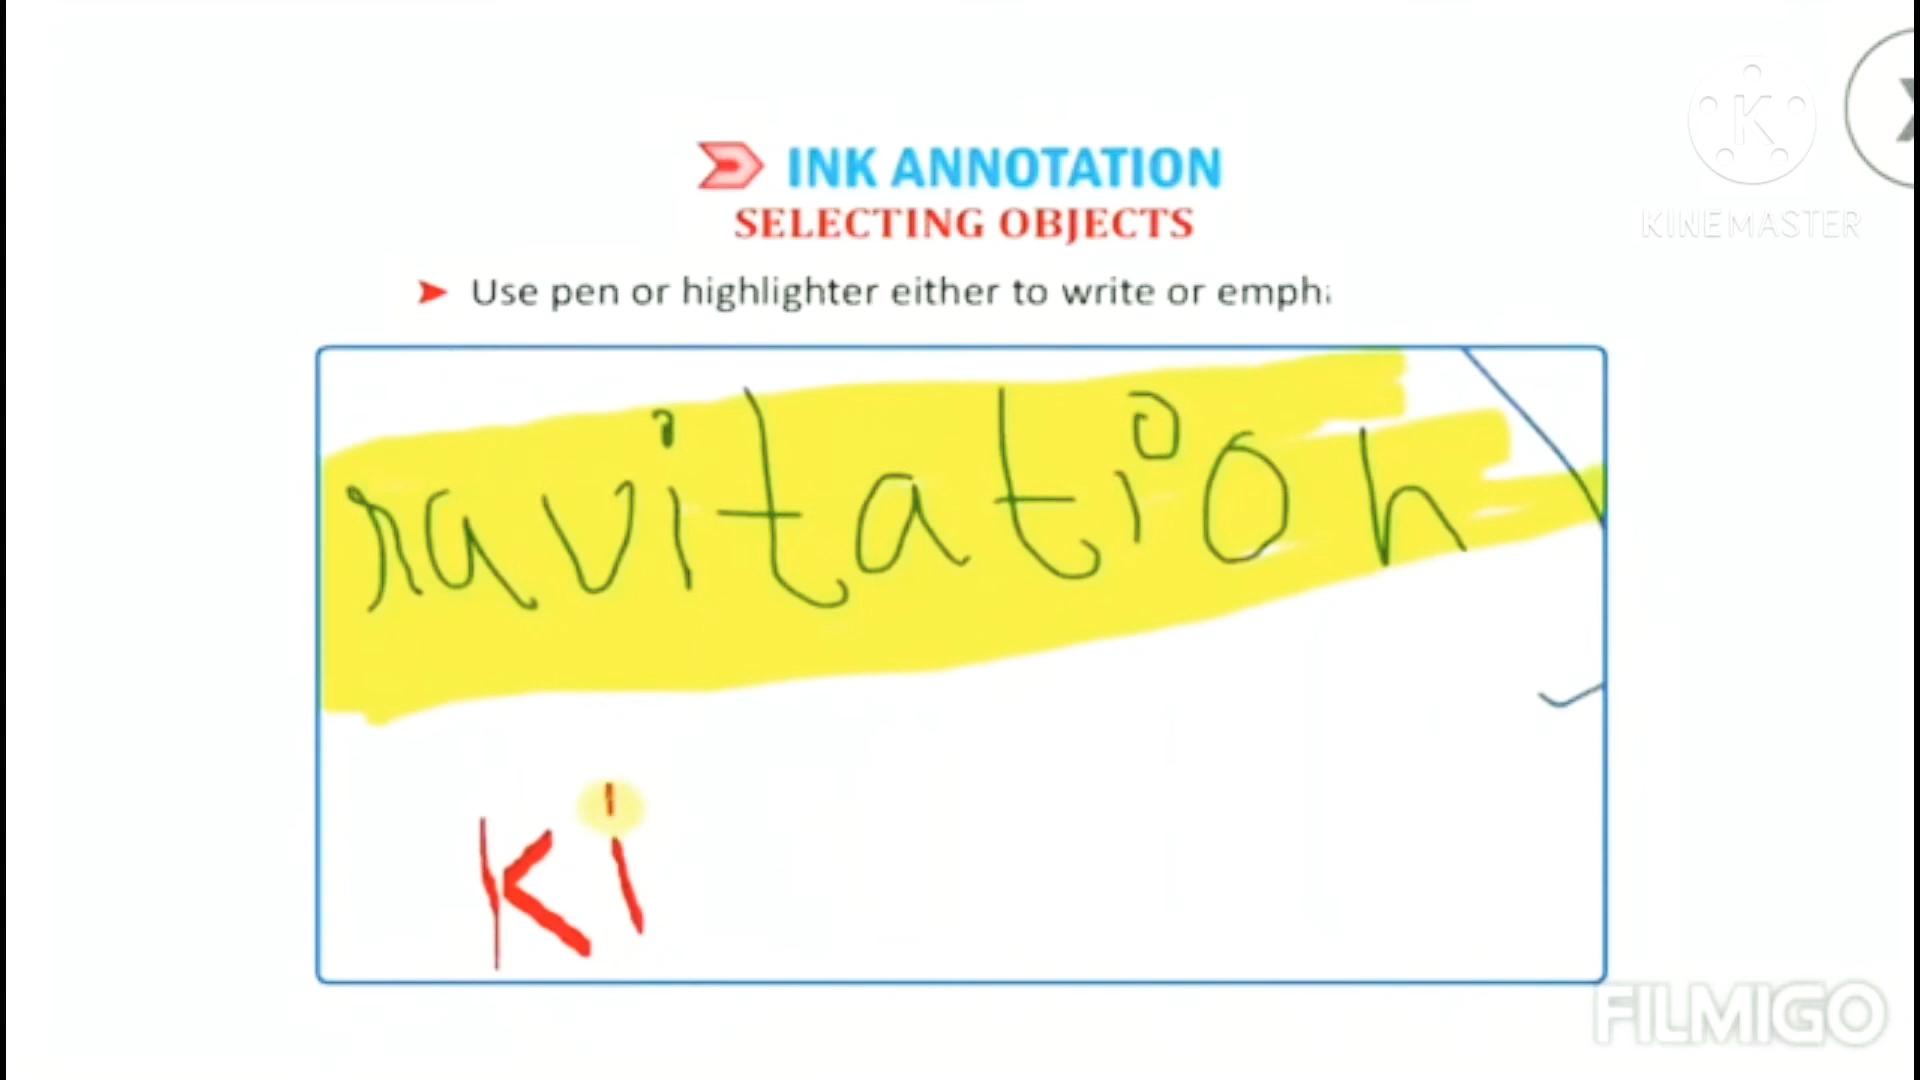 INK ANNOTATION
K
KINEMASTER
SELECTING OBJECTS
Use pen or highlighter either to write or emph
ravitation
Ki
FILMIGO